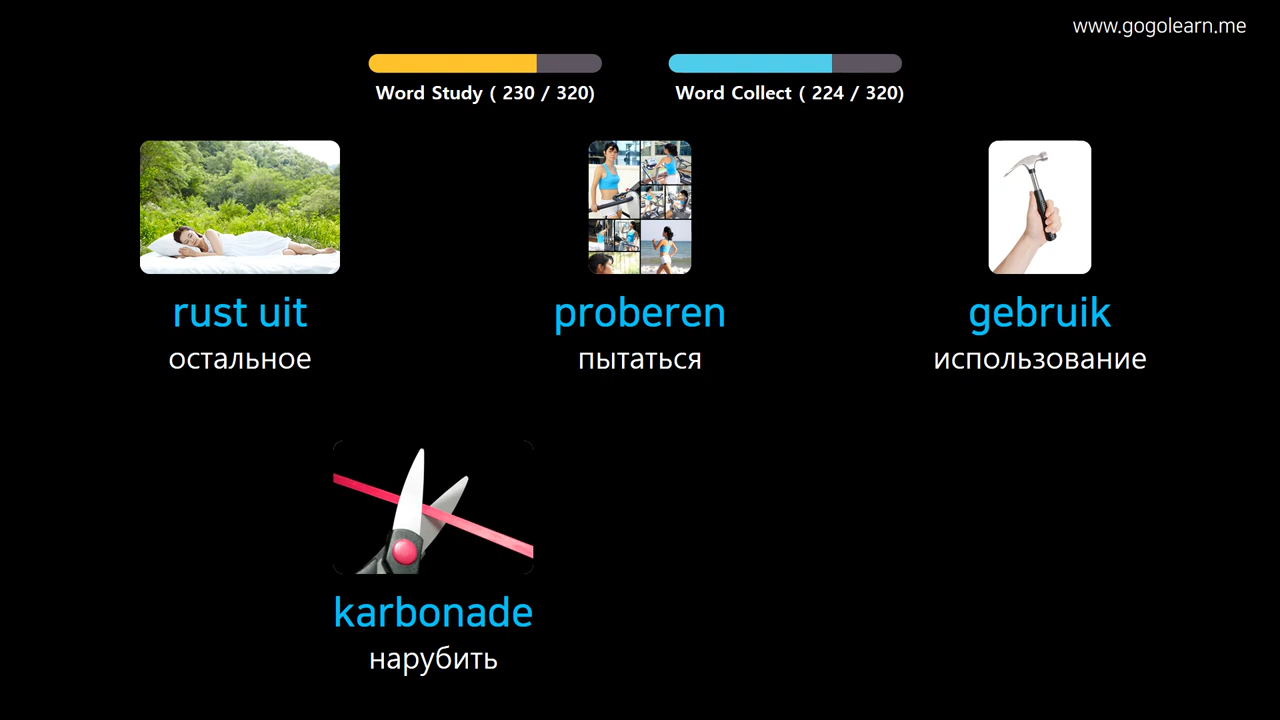 www.gogolearn.me
Word Study ( 230 / 320)
Word Collect ( 224 / 320)
rust uit
остальное
proberen
пытаться
gebruik
использование
karbonade
нарубить